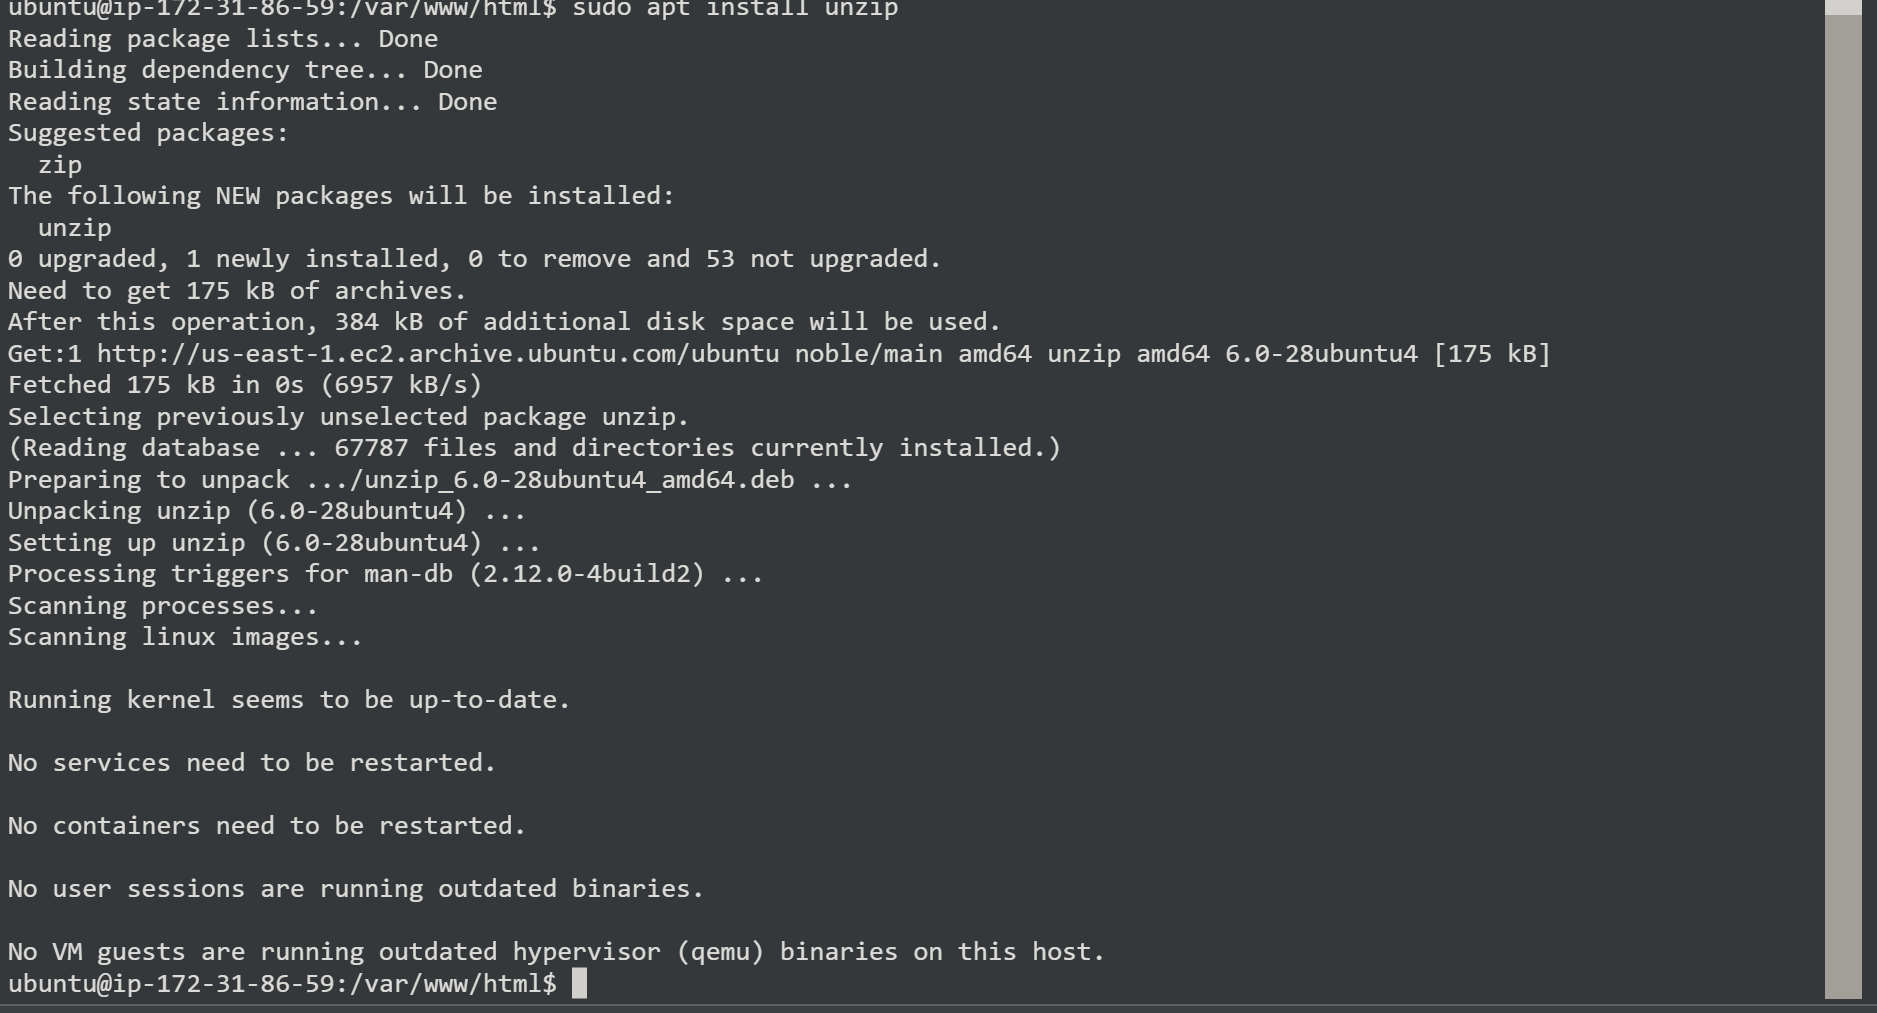 ubuntu@ip-172-31-86-59:/var/www/html$ sudo apt install unzip
Reading package lists... Done
Building dependency tree... Done
Reading state information... Done
Suggested packages:
  zip
The following NEW packages will be installed:
  unzip
0 upgraded, 1 newly installed, 0 to remove and 53 not upgraded.
Need to get 175 kB of archives.
After this operation, 384 kB of additional disk space will be used.
Get:1 http://us-east-1.ec2.archive.ubuntu.com/ubuntu noble/main amd64 unzip amd64 6.0-28ubuntu4 [175 kB]
Fetched 175 kB in 0s (6957 kB/s)
Selecting previously unselected package unzip.
(Reading database ... 67787 files and directories currently installed.)
Preparing to unpack .../unzip_6.0-28ubuntu4_amd64.deb ...
Unpacking unzip (6.0-28ubuntu4) ...
Setting up unzip (6.0-28ubuntu4) ...
Processing triggers for man-db (2.12.0-4build2) ...
Scanning processes...
Scanning linux images...

Running kernel seems to be up-to-date.

No services need to be restarted.

No containers need to be restarted.

No user sessions are running outdated binaries.

No VM guests are running outdated hypervisor (qemu) binaries on this host.
ubuntu@ip-172-31-86-59:/var/www/html$